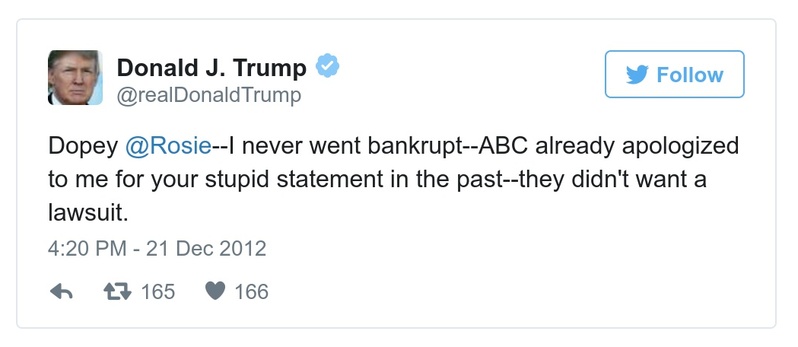 Donald J. Trump
@realDonaldTrump
Follow
Dopey @Rosie--I never went bankrupt--ABC already apologized
to me for your stupid statement in the past--they didn't want a
lawsuit.
4:20 PM - 21 Dec 2012
165 166